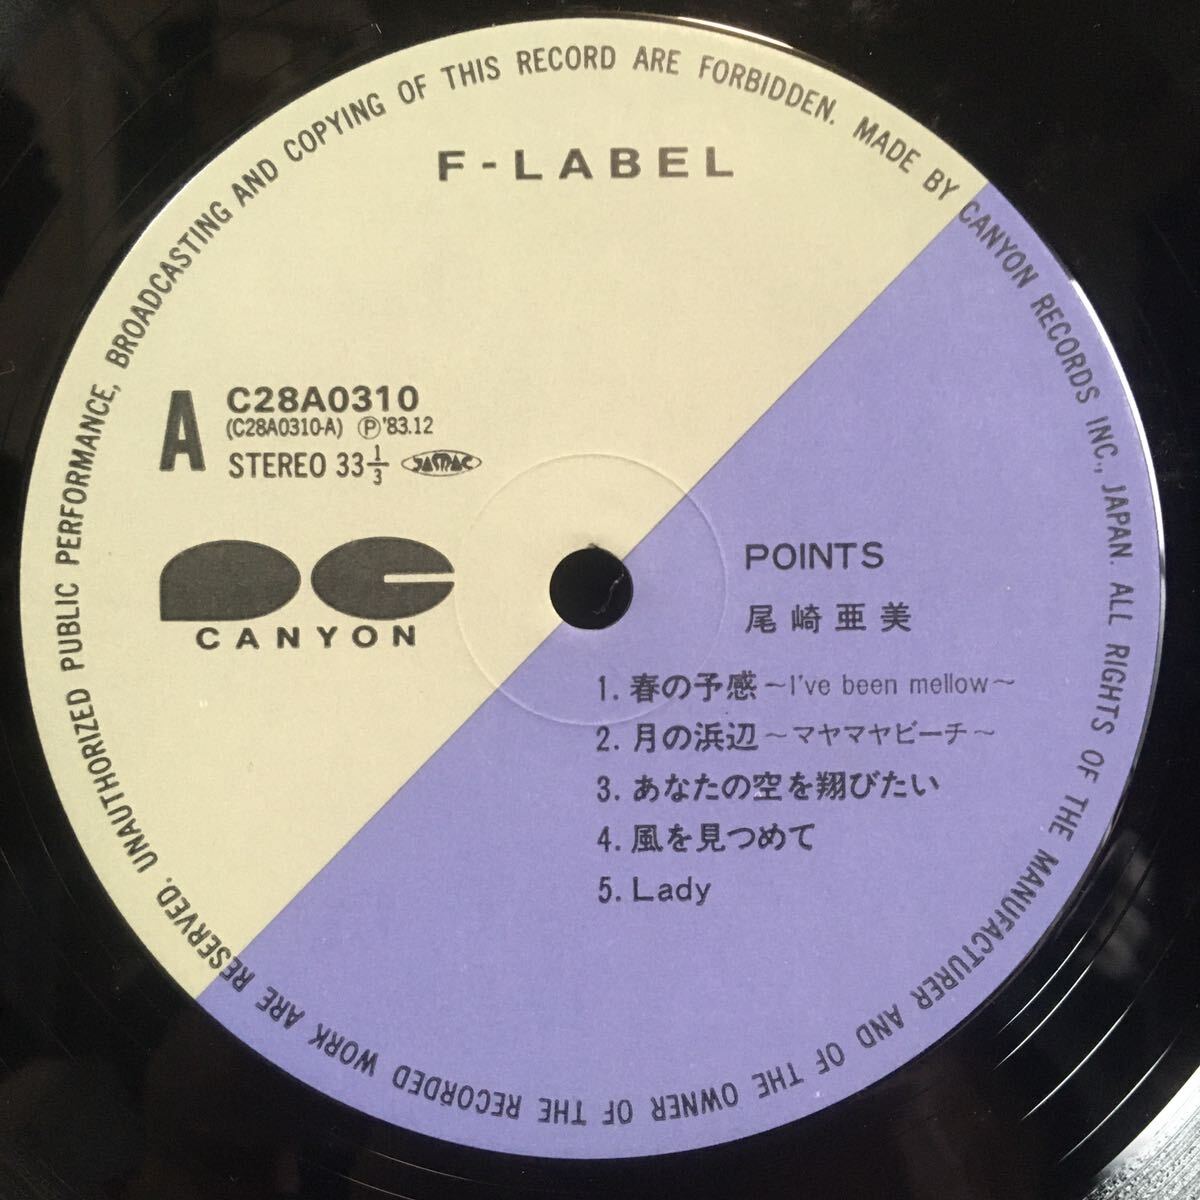 F-LABEL
A
C28A0310
(C28A0310-A) Ⓟ'83.12
STEREO 33 1/3 JASRAC
PC
CANYON
POINTS
尾崎亜美
1. 春の予感～I've been mellow～
2. 月の浜辺～マヤマヤビーチ～
3. あなたの空を翔びたい
4. 風を見つめて
5. Lady
MADE BY CANYON RECORDS INC., JAPAN. ALL RIGHTS OF THE MANUFACTURER AND OF THE OWNER OF THE RECORDED WORK ARE RESERVED. UNAUTHORIZED PUBLIC PERFORMANCE, BROADCASTING AND COPYING OF THIS RECORD ARE FORBIDDEN.